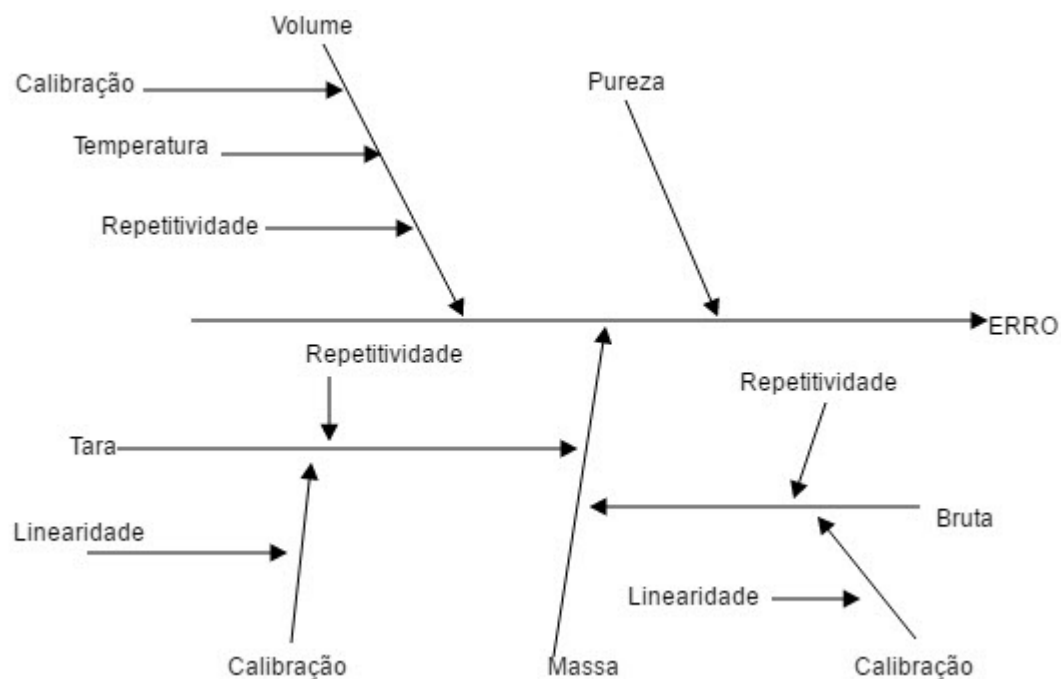 Volume
Calibração
Pureza
Temperatura
Repetitividade
ERRO
Repetitividade
Repetitividade
Tara
Bruta
Linearidade
Linearidade
Calibração
Massa
Calibração